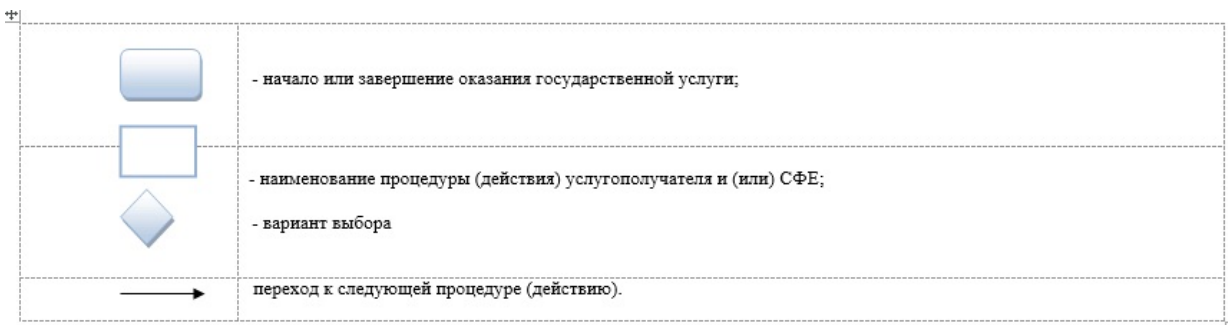 - начало или завершение оказания государственной услуги;
- наименование процедуры (действия) услугополучателя и (или) СФЕ;
- вариант выбора
переход к следующей процедуре (действию).